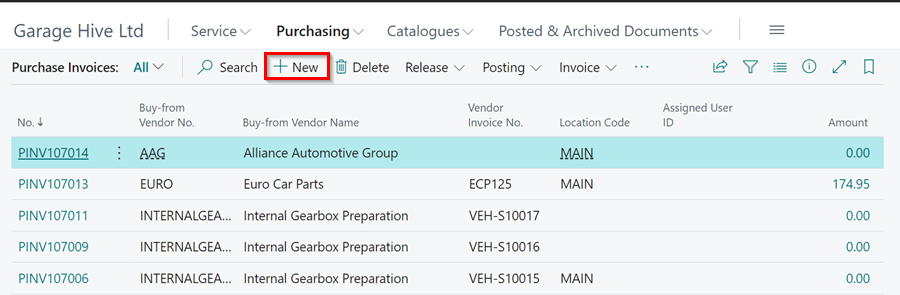 Garage Hive Ltd Service Purchasing Catalogues Posted & Archived Documents
Purchase Invoices: All Search New Delete Release Posting Invoice ...
No. ↓ Buy-from Vendor No. Buy-from Vendor Name Vendor Invoice No. Location Code Assigned User ID Amount
PINV107014 AAG Alliance Automotive Group MAIN 0.00
PINV107013 EURO Euro Car Parts ECP125 MAIN 174.95
PINV107011 INTERNALGEA... Internal Gearbox Preparation VEH-S10017 0.00
PINV107009 INTERNALGEA... Internal Gearbox Preparation VEH-S10016 0.00
PINV107006 INTERNALGEA... Internal Gearbox Preparation VEH-S10015 MAIN 0.00